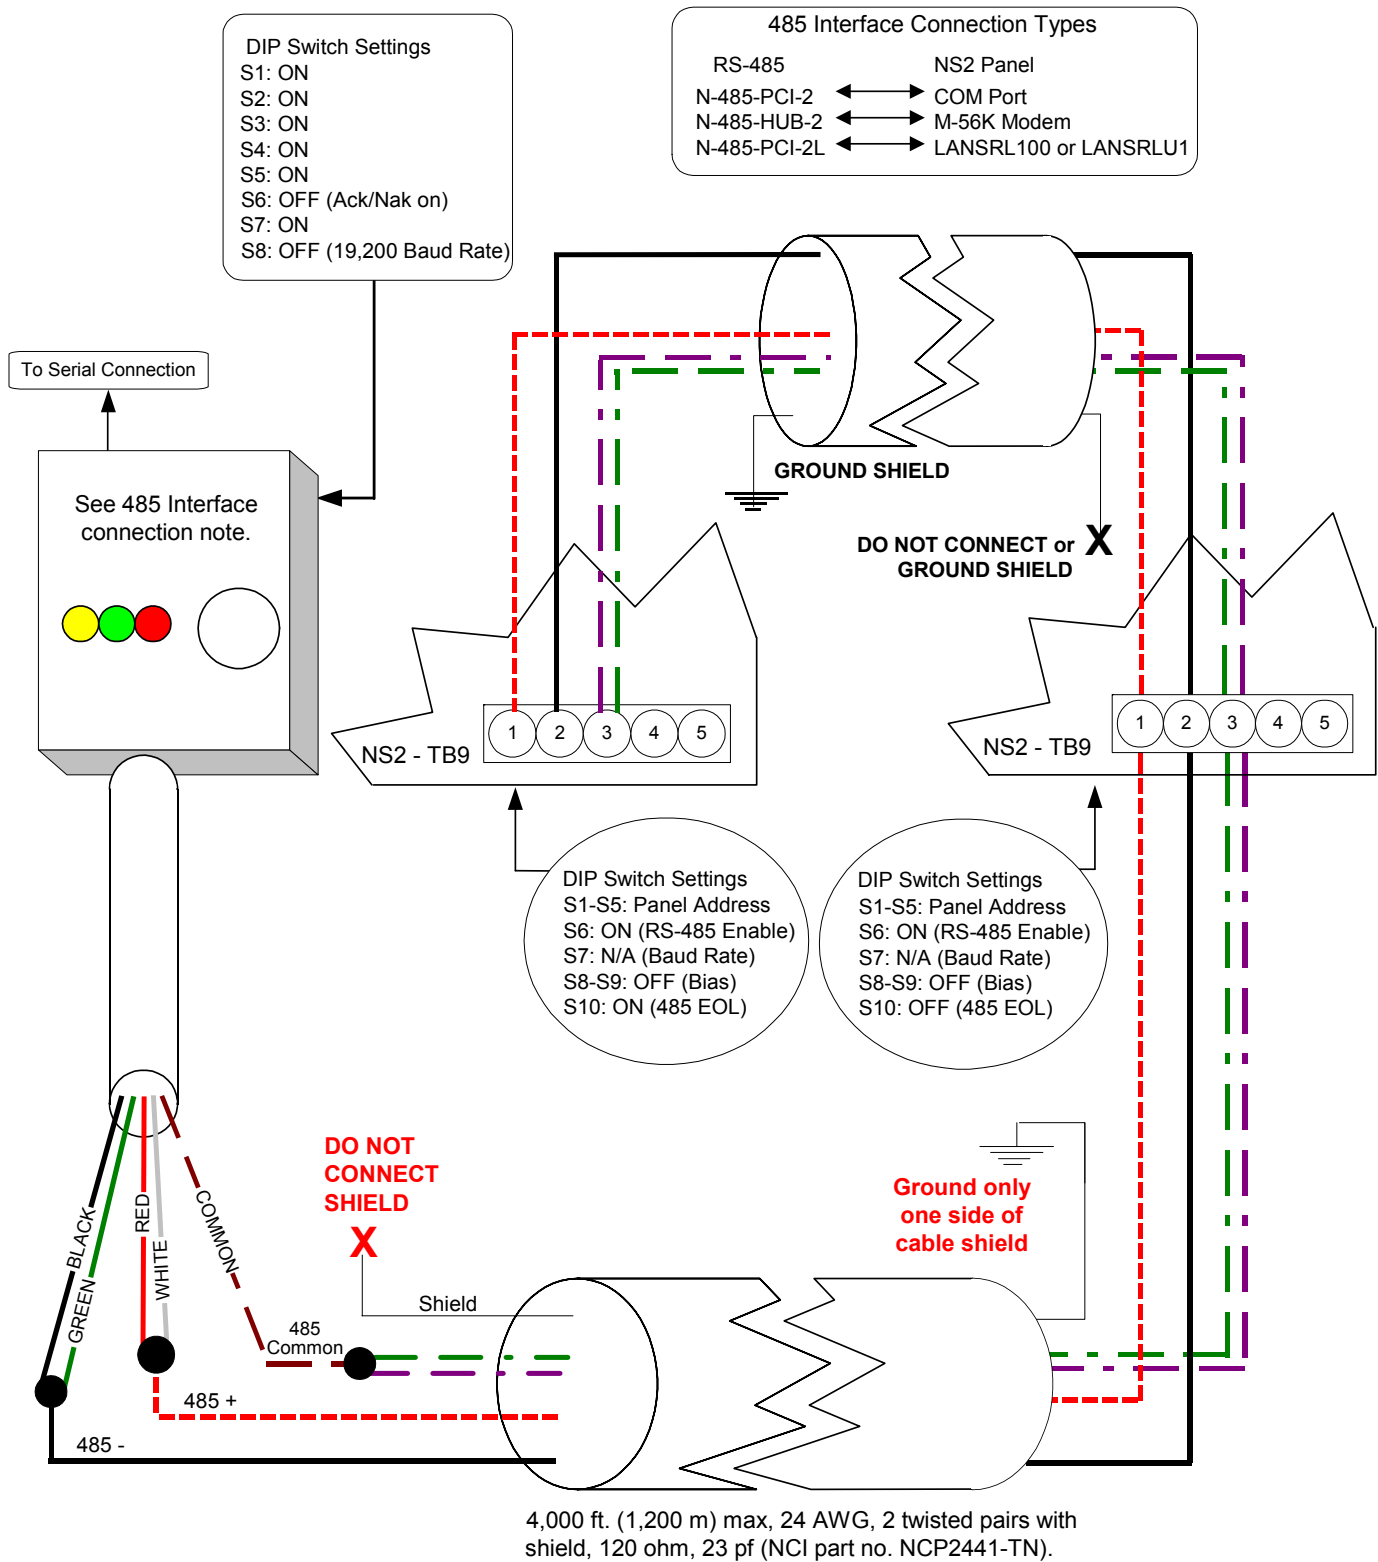 DIP Switch Settings
S1: ON
S2: ON
S3: ON
S4: ON
S5: ON
S6: OFF (Ack/Nak on)
S7: ON
S8: OFF (19,200 Baud Rate)
485 Interface Connection Types
RS-485 NS2 Panel
N-485-PCI-2 COM Port
N-485-HUB-2 M-56K Modem
N-485-PCI-2L LANSRL100 or LANSRLU1
To Serial Connection
See 485 Interface
connection note.
GROUND SHIELD
DO NOT CONNECT or X
GROUND SHIELD
1 2 3 4 5
NS2 - TB9
1 2 3 4 5
NS2 - TB9
DIP Switch Settings
S1-S5: Panel Address
S6: ON (RS-485 Enable)
S7: N/A (Baud Rate)
S8-S9: OFF (Bias)
S10: ON (485 EOL)
DIP Switch Settings
S1-S5: Panel Address
S6: ON (RS-485 Enable)
S7: N/A (Baud Rate)
S8-S9: OFF (Bias)
S10: OFF (485 EOL)
BLACK
GREEN
RED
WHITE
COMMON
DO NOT
CONNECT
SHIELD
X
Ground only
one side of
cable shield
Shield
485
Common
485 +
485 -
4,000 ft. (1,200 m) max, 24 AWG, 2 twisted pairs with
shield, 120 ohm, 23 pf (NCI part no. NCP2441-TN).